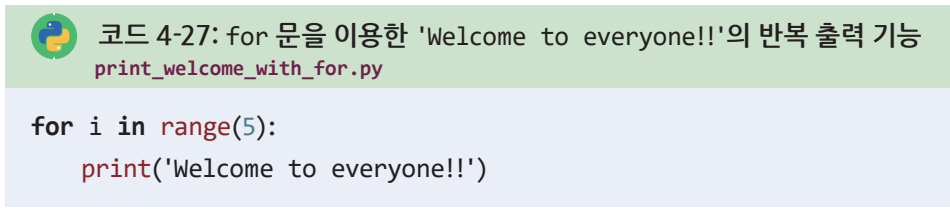 코드 4-27: for 문을 이용한 'Welcome to everyone!!'의 반복 출력 기능
print_welcome_with_for.py
for i in range(5):
    print('Welcome to everyone!!')